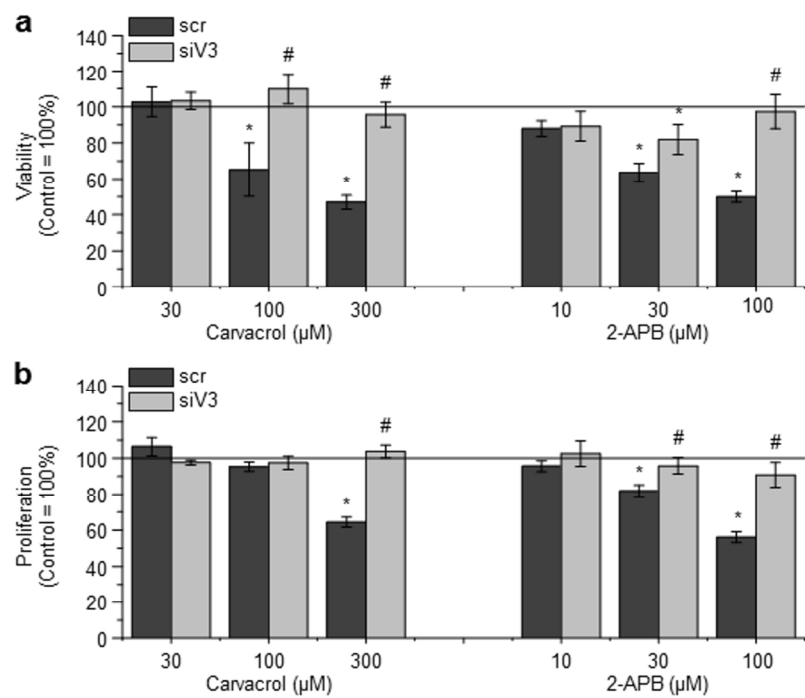 a
scr
siV3
140
120
100
80
60
40
20
0
Viability
(Control = 100%)
*
#
*
#
*
*
*
#
30 100 300 10 30 100
Carvacrol (µM) 2-APB (µM)
b
scr
siV3
140
120
100
80
60
40
20
0
Proliferation
(Control = 100%)
*
#
*
#
*
#
30 100 300 10 30 100
Carvacrol (µM) 2-APB (µM)